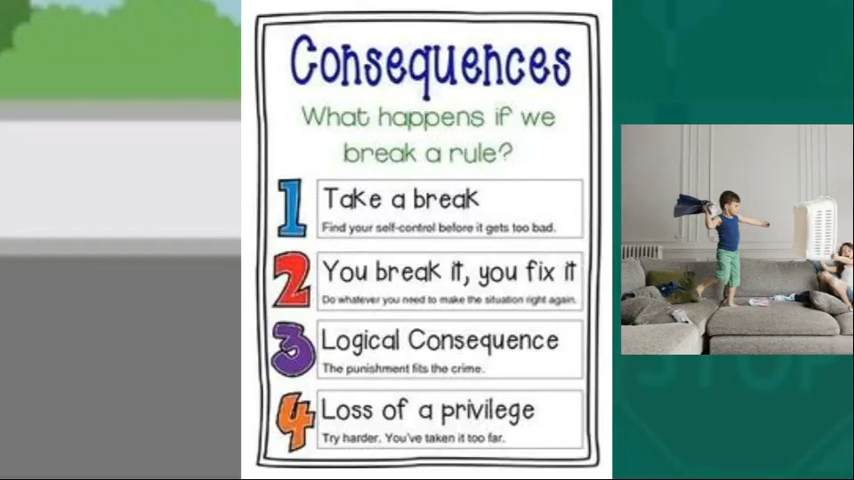 Consequences
What happens if we
break a rule?
1 Take a break
Find your self-control before it gets too bad.
2 You break it, you fix it
Do whatever you need to make the situation right again.
3 Logical Consequence
The punishment fits the crime.
4 Loss of a privilege
Try harder. You've taken it too far.
STOP